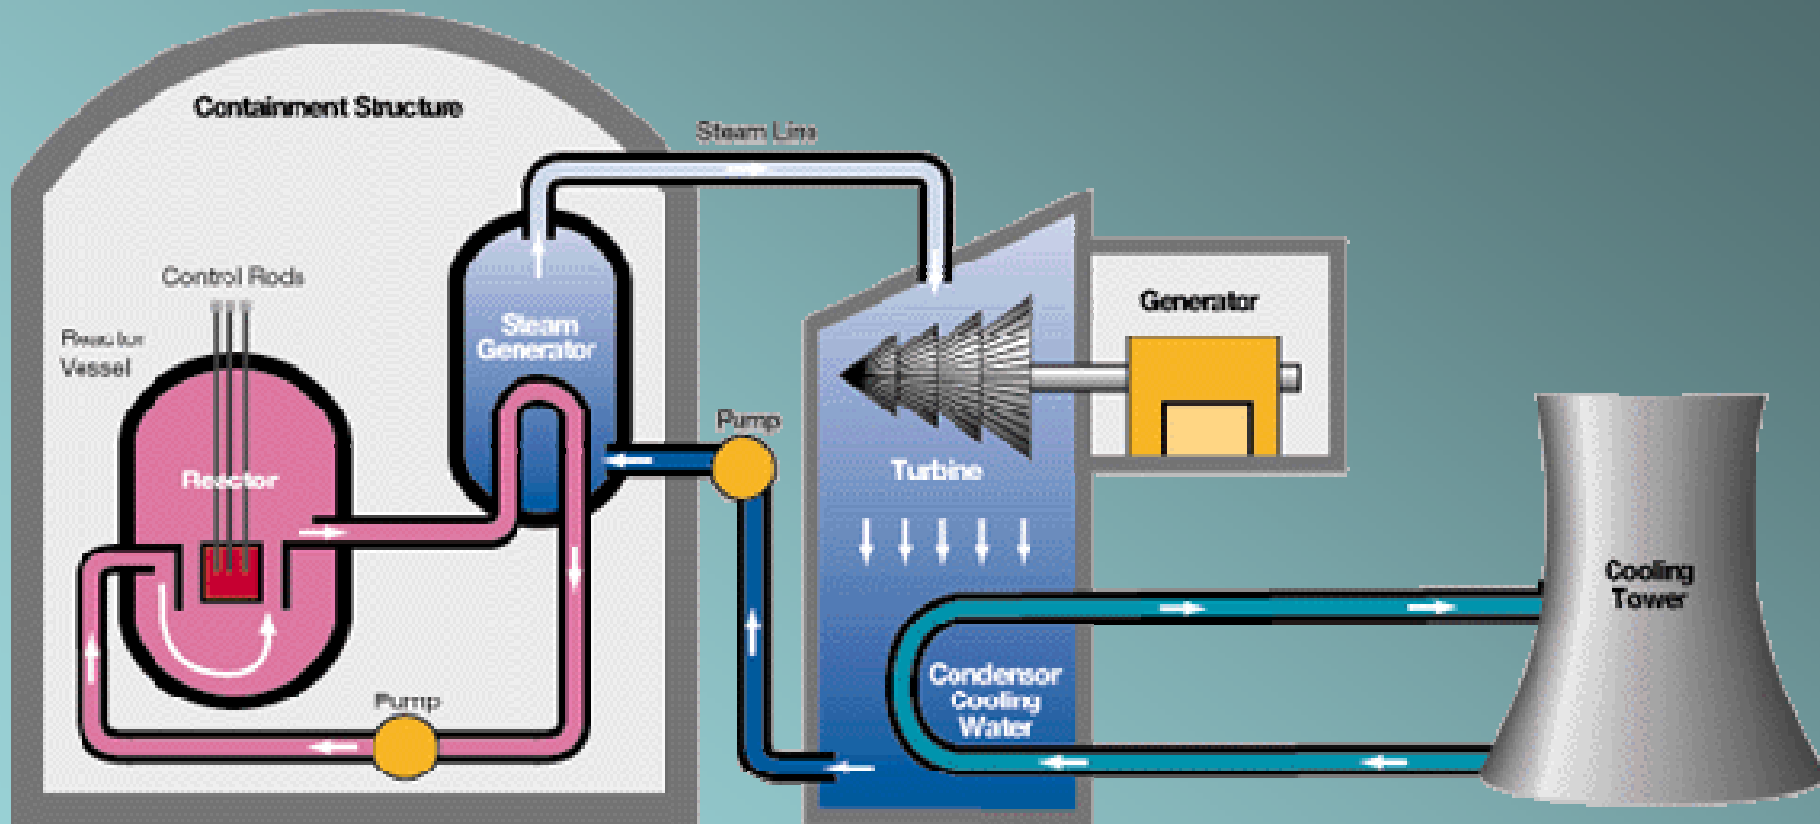 Containment Structure
Steam Line
Control Rods
Reactor
Vessel
Steam
Generator
Generator
Pump
Reactor
Turbine
Cooling
Tower
Condensor
Cooling
Water
Pump